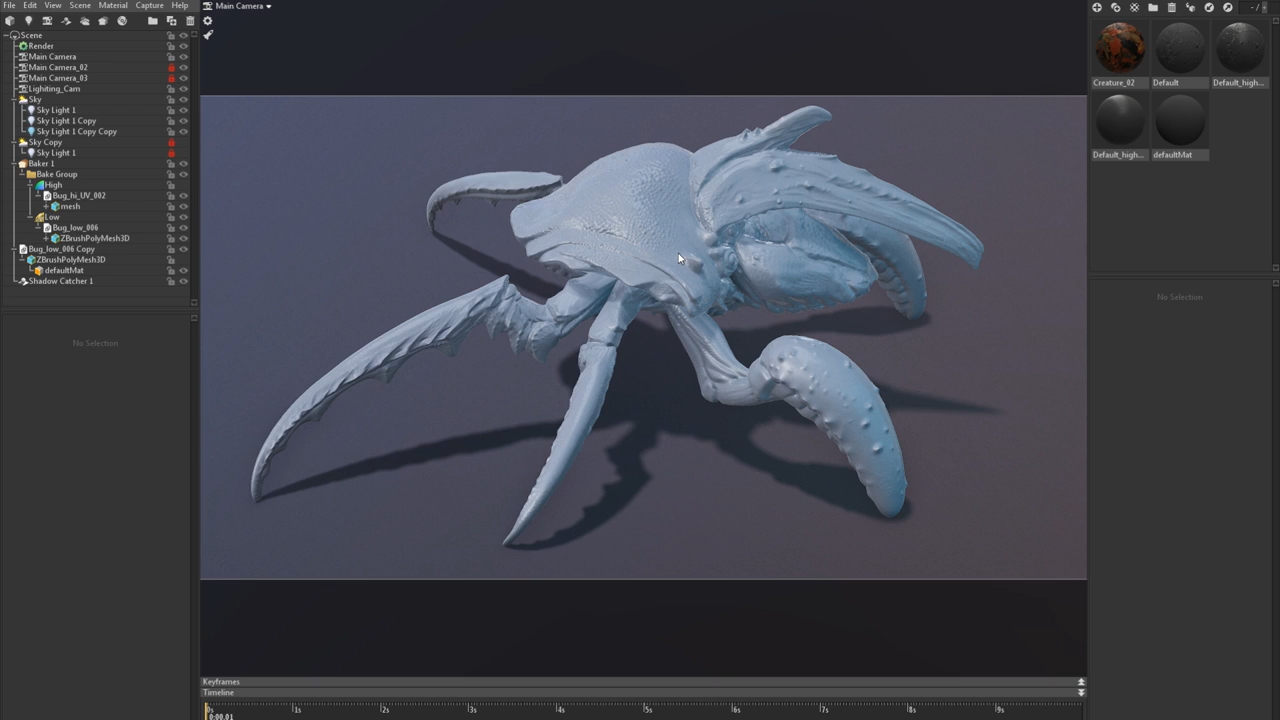 File Edit View Scene Material Capture Help
Main Camera
- /
Scene
Render
Main Camera
Main Camera_02
Main Camera_03
Lighiting_Cam
Sky
Sky Light 1
Sky Light 1 Copy
Sky Light 1 Copy Copy
Sky Copy
Sky Light 1
Baker 1
Bake Group
High
Bug_hi_UV_002
mesh
Low
Bug_low_006
ZBrushPolyMesh3D
Bug_low_006 Copy
ZBrushPolyMesh3D
defaultMat
Shadow Catcher 1
No Selection
Creature_02 Default Default_high...
Default_high... defaultMat
No Selection
Keyframes
Timeline
0s 1s 2s 3s 4s 5s 6s 7s 8s 9s
0:00.01